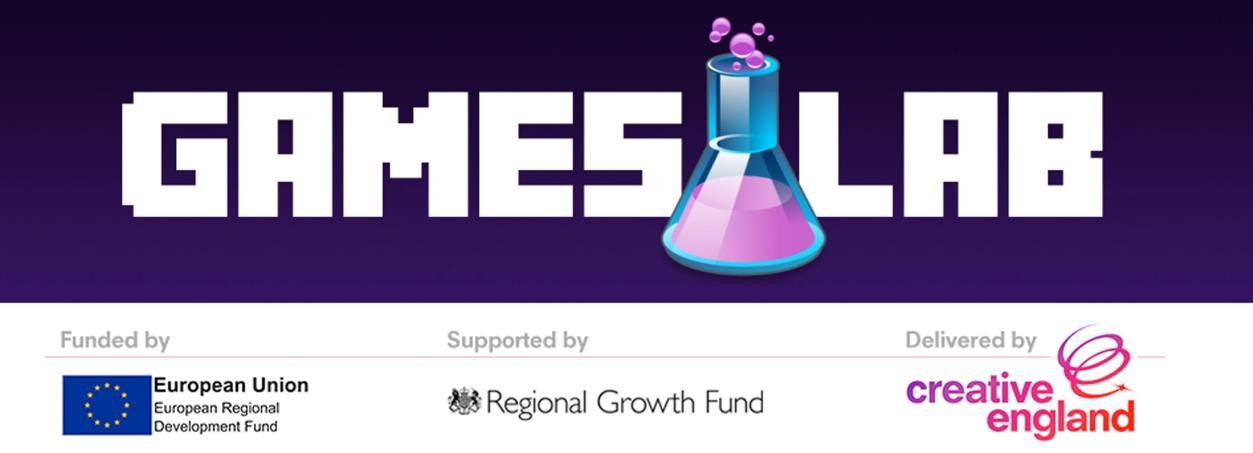 GAMES LAB
Funded by
European Union
European Regional
Development Fund
Supported by
Regional Growth Fund
Delivered by
creative
england